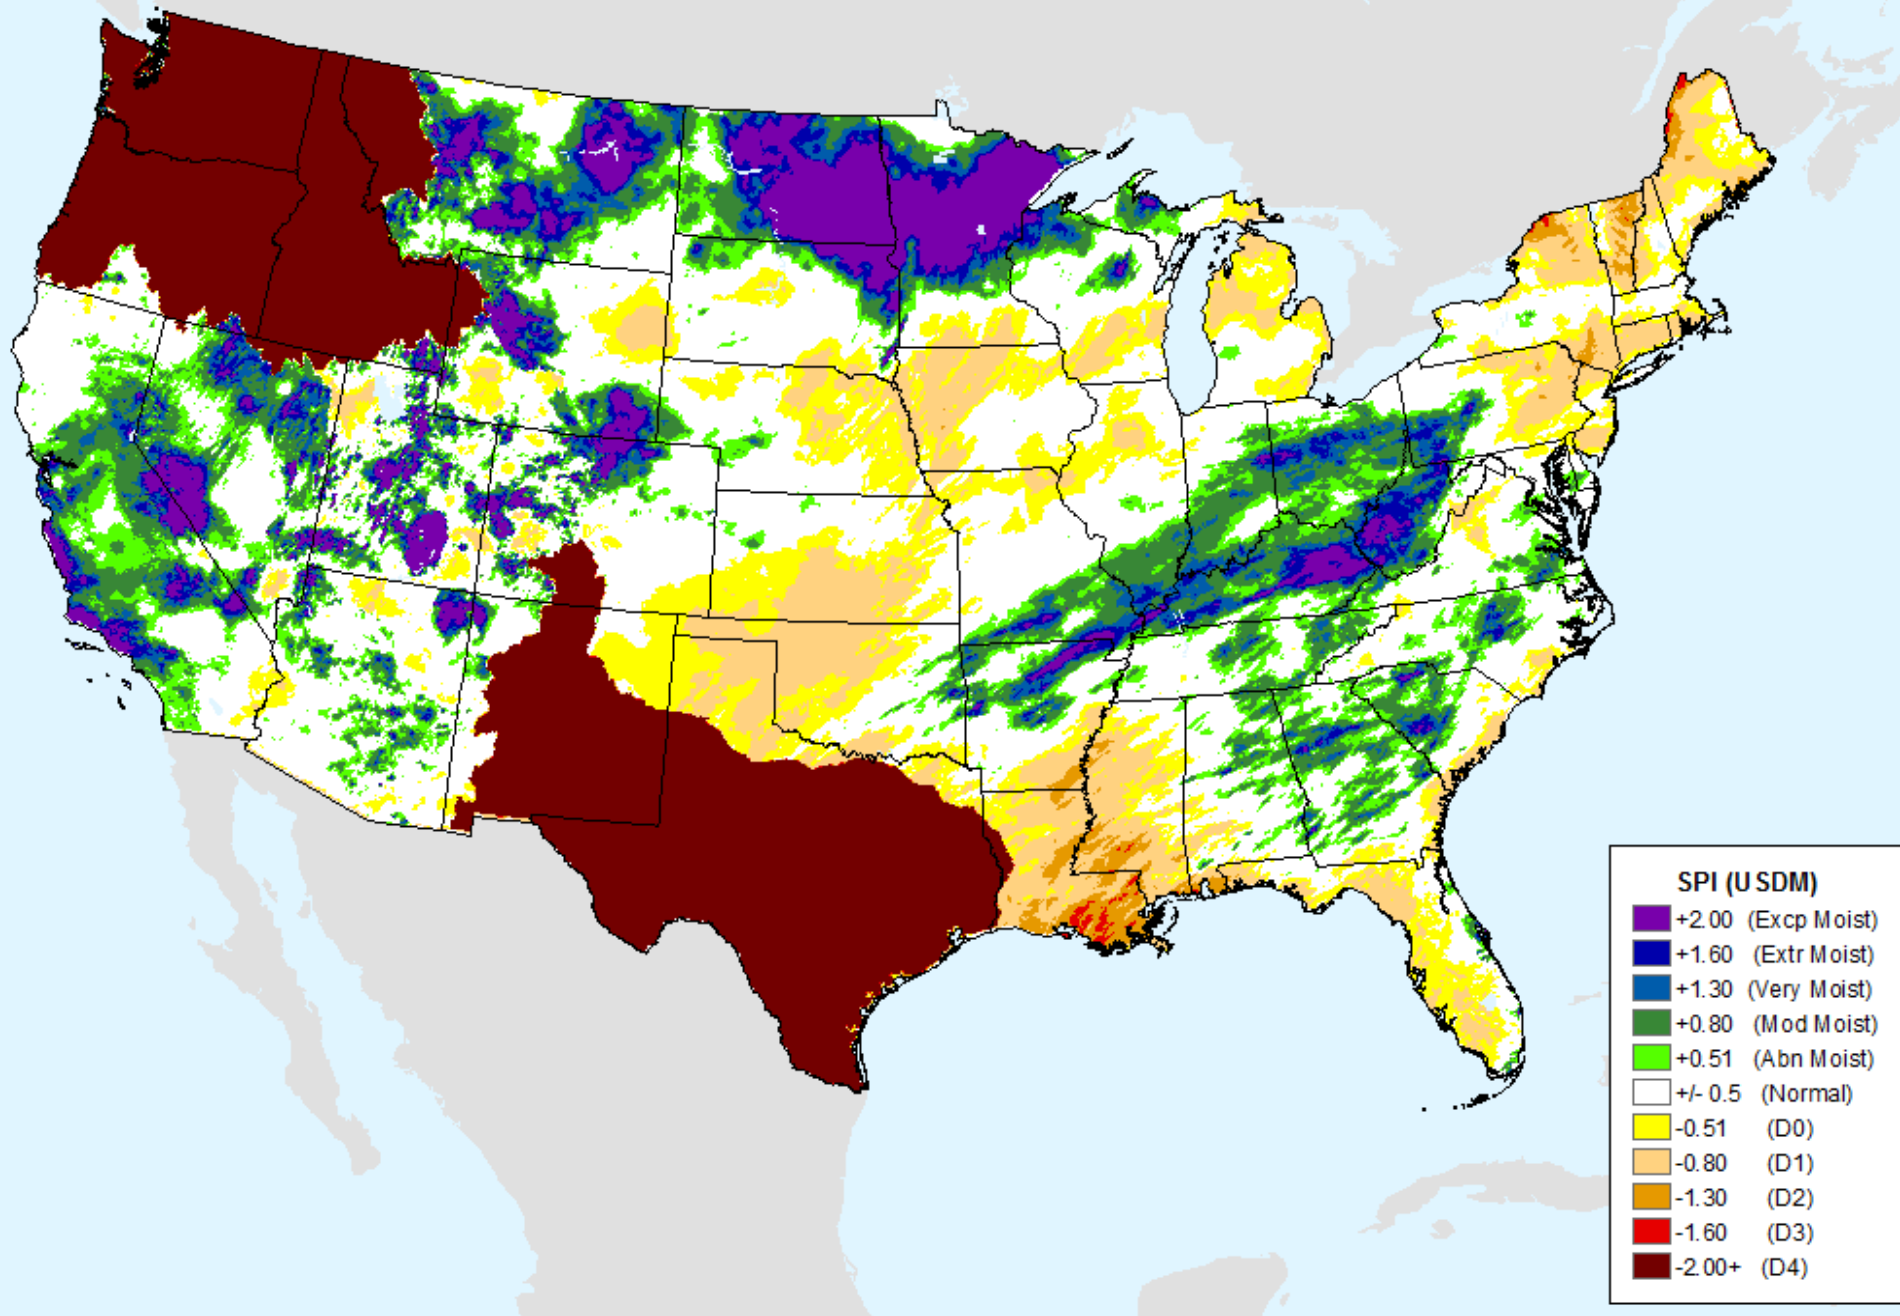 SPI (USDM)
+2.00 (Excp Moist)
+1.60 (Extr Moist)
+1.30 (Very Moist)
+0.80 (Mod Moist)
+0.51 (Abn Moist)
+/- 0.5 (Normal)
-0.51 (D0)
-0.80 (D1)
-1.30 (D2)
-1.60 (D3)
-2.00+ (D4)